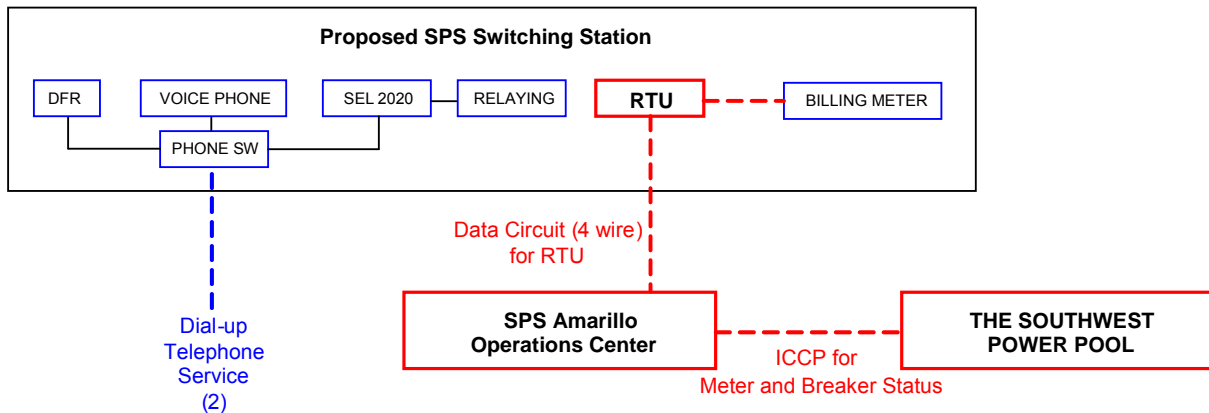 Proposed SPS Switching Station
DFR
VOICE PHONE
SEL 2020
RELAYING
RTU
BILLING METER
PHONE SW
Data Circuit (4 wire)
for RTU
Dial-up
Telephone
Service
(2)
SPS Amarillo
Operations Center
ICCP for
Meter and Breaker Status
THE SOUTHWEST
POWER POOL